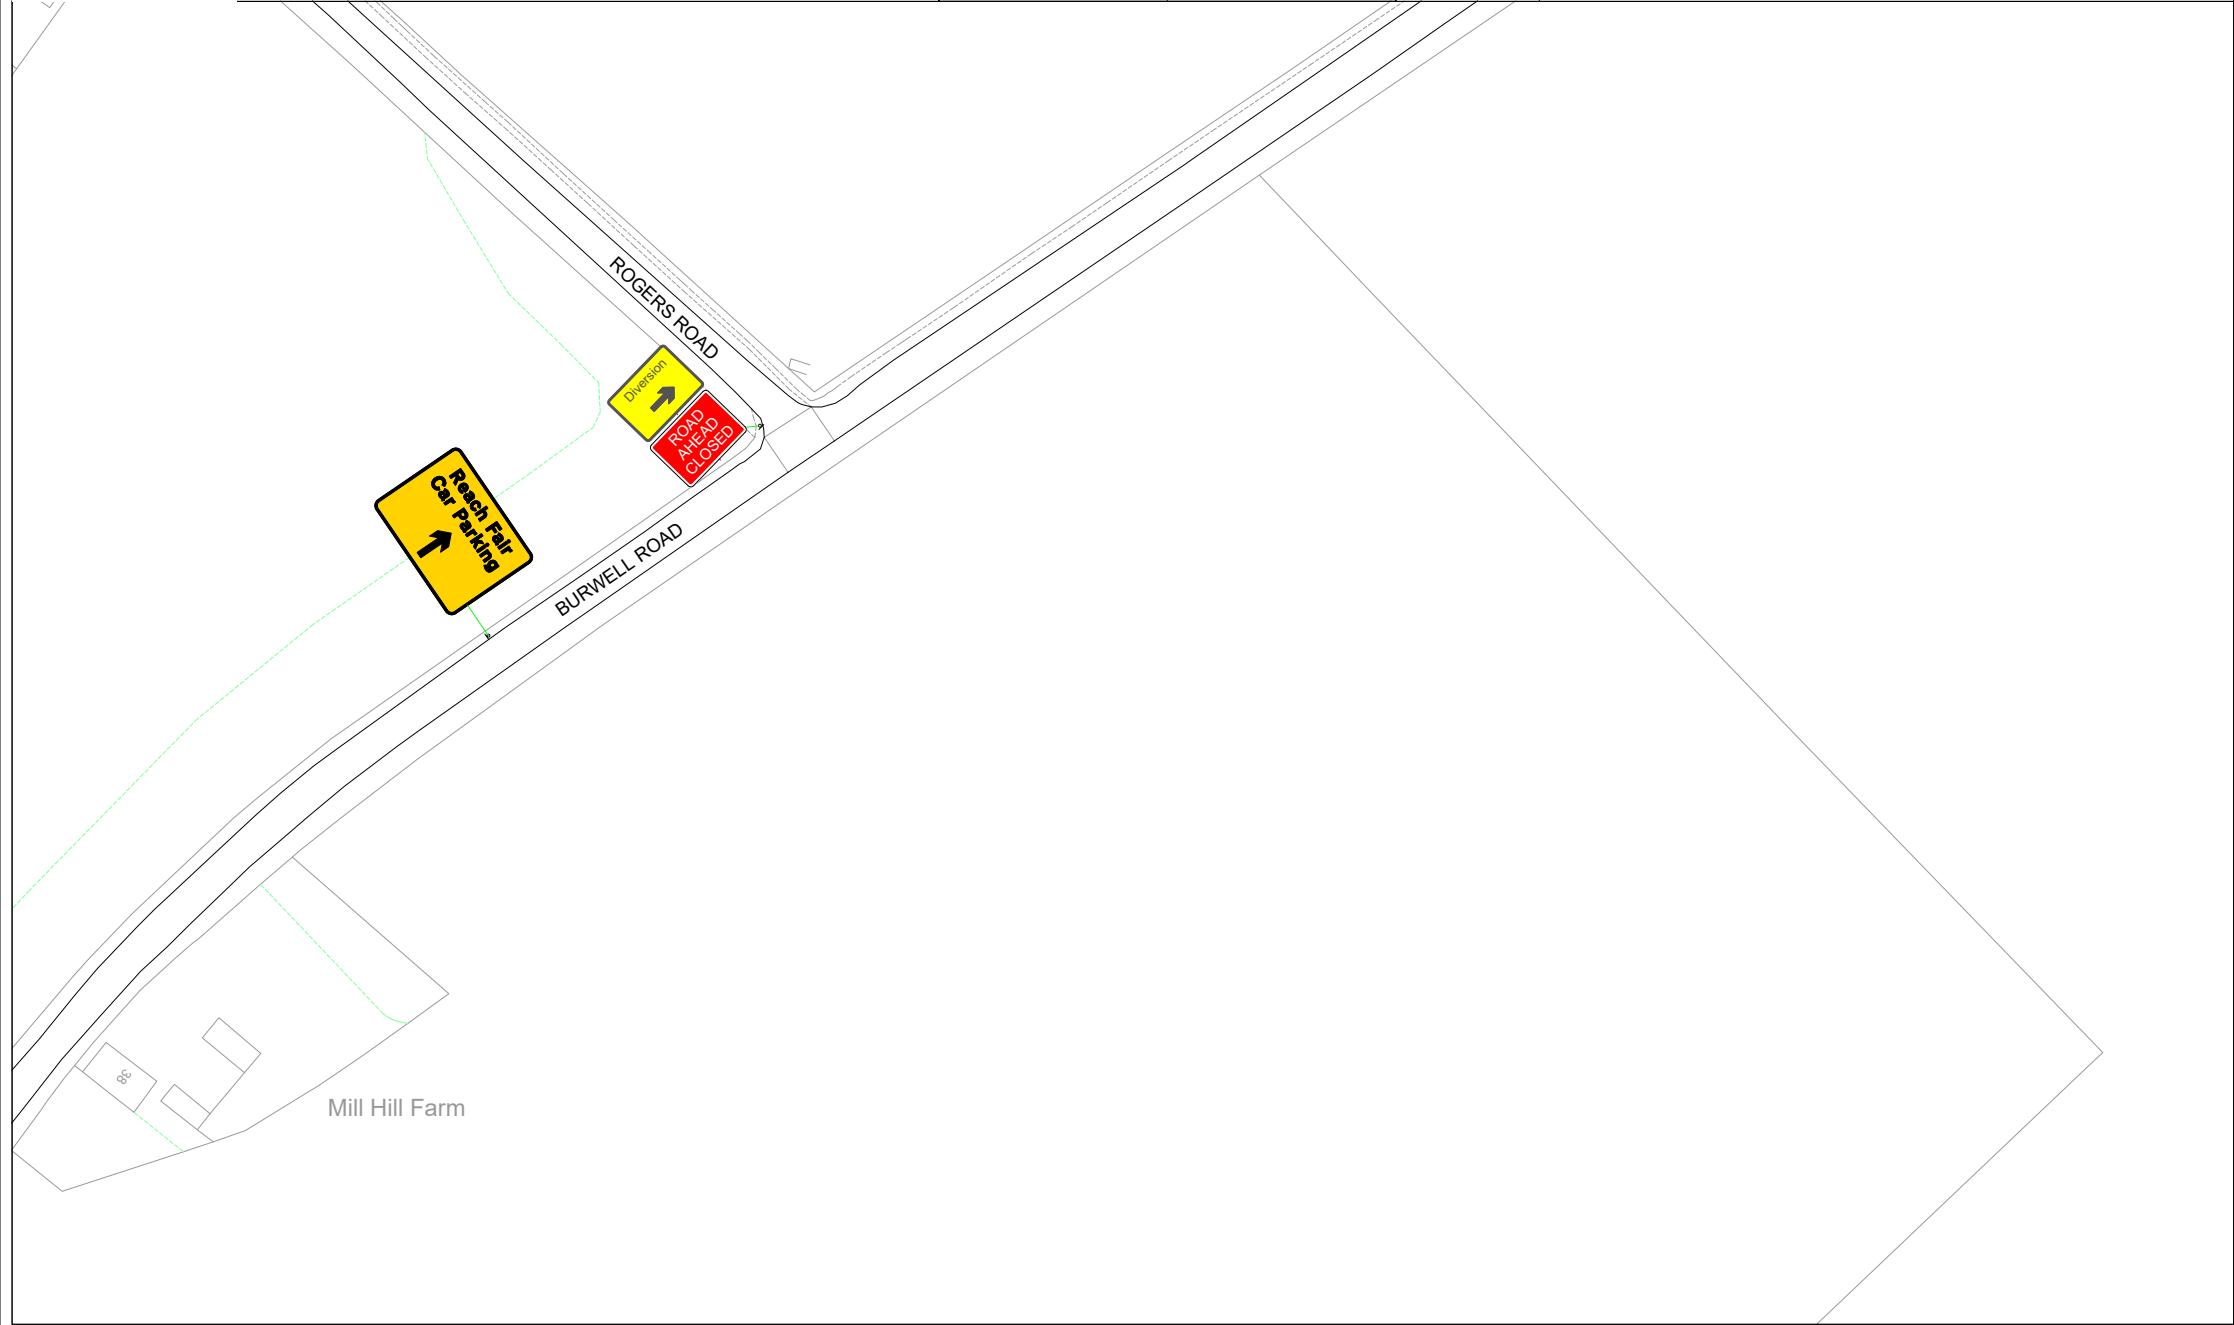 ROGERS ROAD
Diversion
ROAD
AHEAD
CLOSED
Reach Fair
Car Parking
BURWELL ROAD
38
Mill Hill Farm